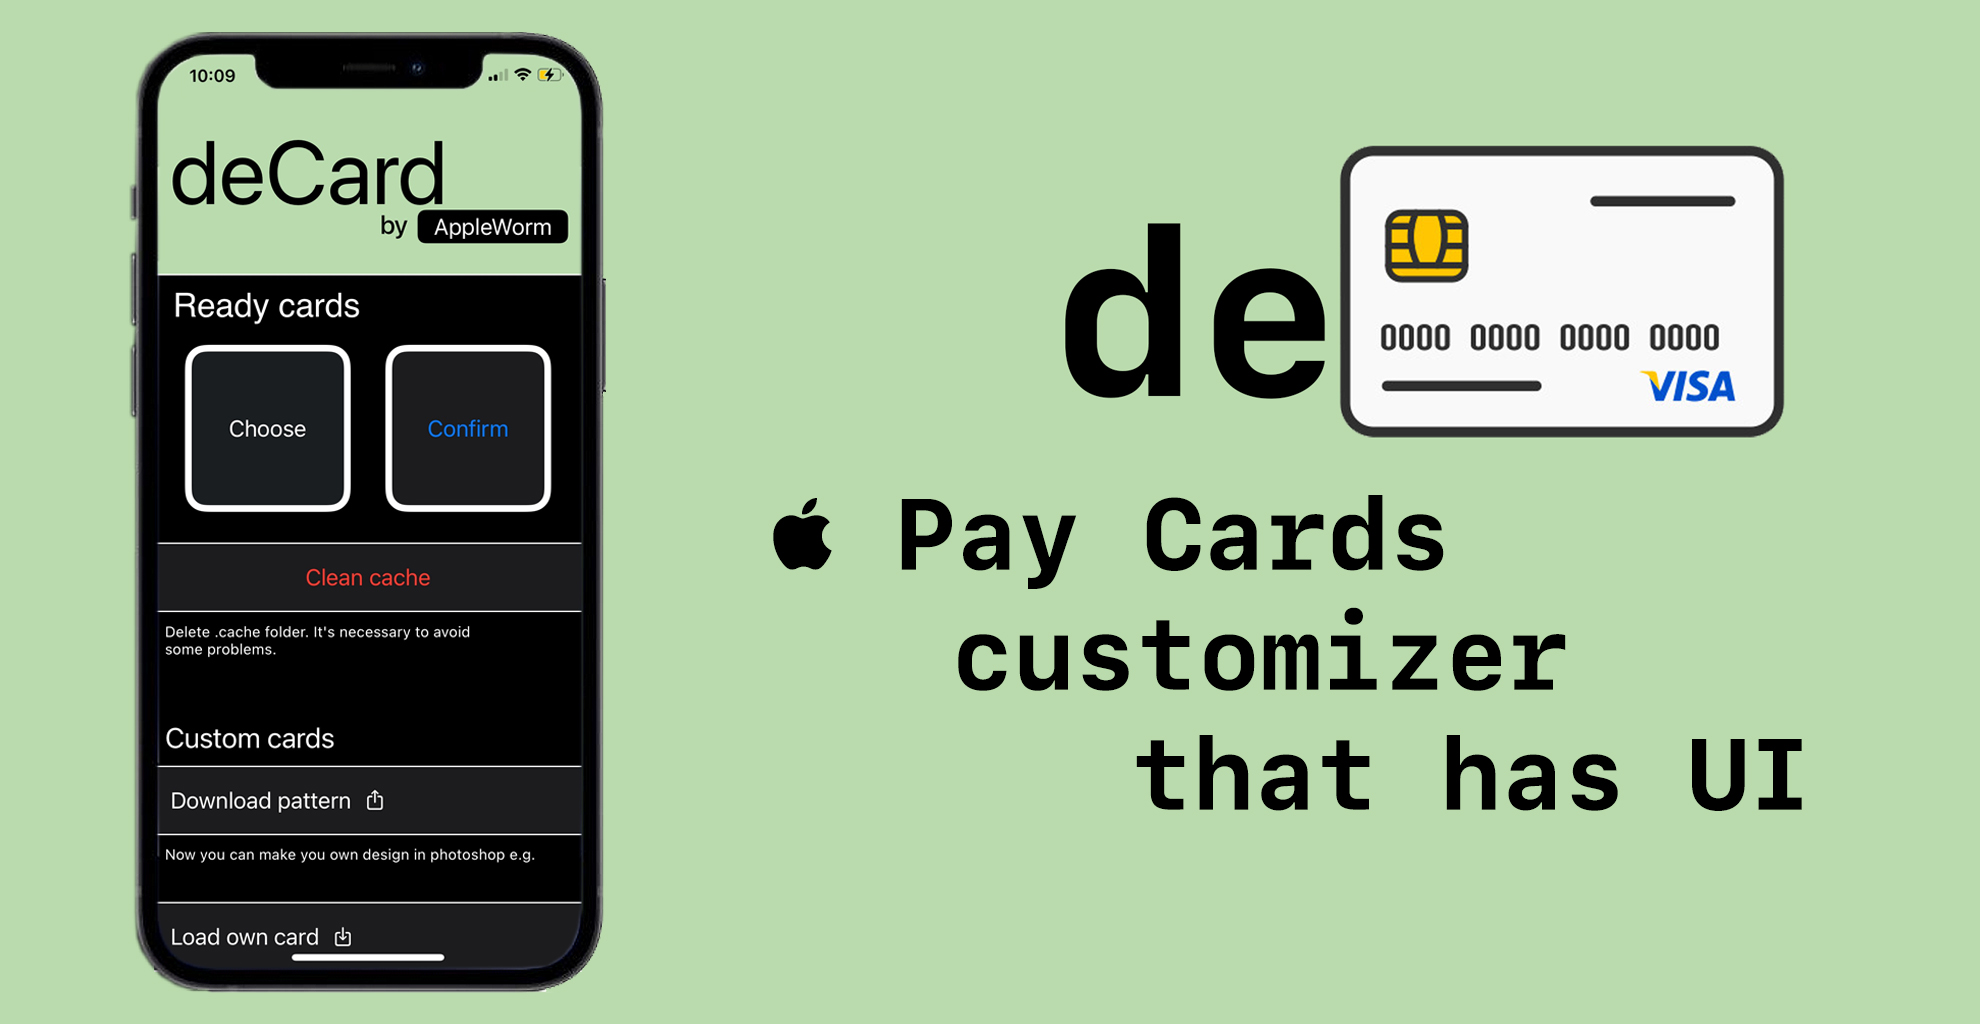 10:09
deCard
by AppleWorm
Ready cards
Choose
Confirm
Clean cache
Delete .cache folder. It's necessary to avoid
some problems.
Custom cards
Download pattern
Now you can make you own design in photoshop e.g.
Load own card
de
0000 0000 0000 0000
VISA
Pay Cards
customizer
that has UI